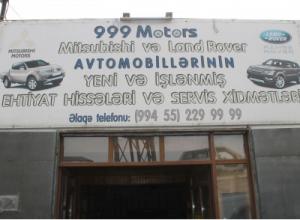 999 Motors
Mitsubishi və Land Rover
AVTOMOBİLLƏRİNİN
YENİ VƏ İŞLƏNMİŞ
EHTİYAT HİSSƏLƏRİ VƏ SERVİS XİDMƏTLƏRİ
Əlaqə telefonu: (994 55) 229 99 99
MITSUBISHI
MOTORS
LAND
ROVER